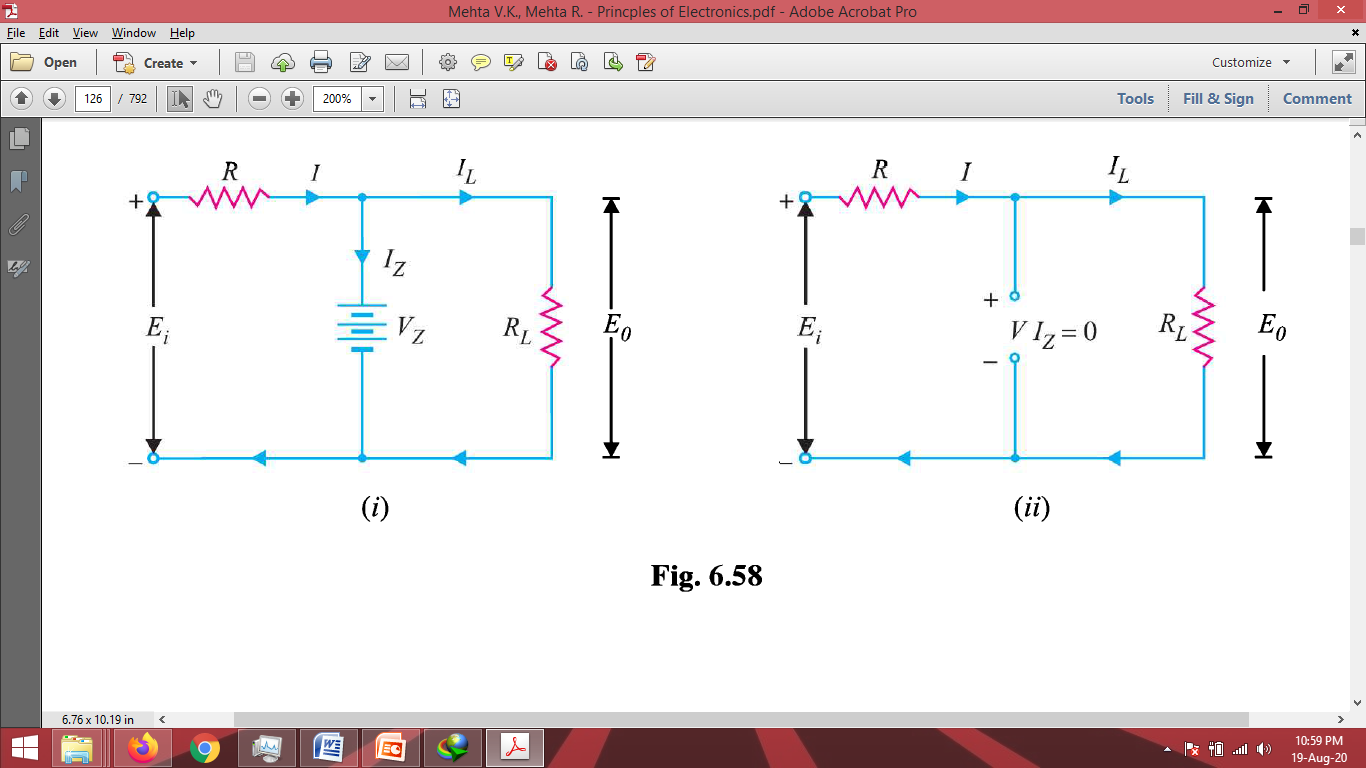 Mehta V.K., Mehta R. - Princples of Electronics.pdf - Adobe Acrobat Pro
File Edit View Window Help
Open Create Customize
126 / 792 200% Tools Fill & Sign Comment
R I I_L
+
I_Z
E_i V_Z R_L E_0
–
(i)
R I I_L
+
+
E_i V I_Z = 0 R_L E_0
–
–
(ii)
Fig. 6.58
6.76 x 10.19 in
10:59 PM
19-Aug-20